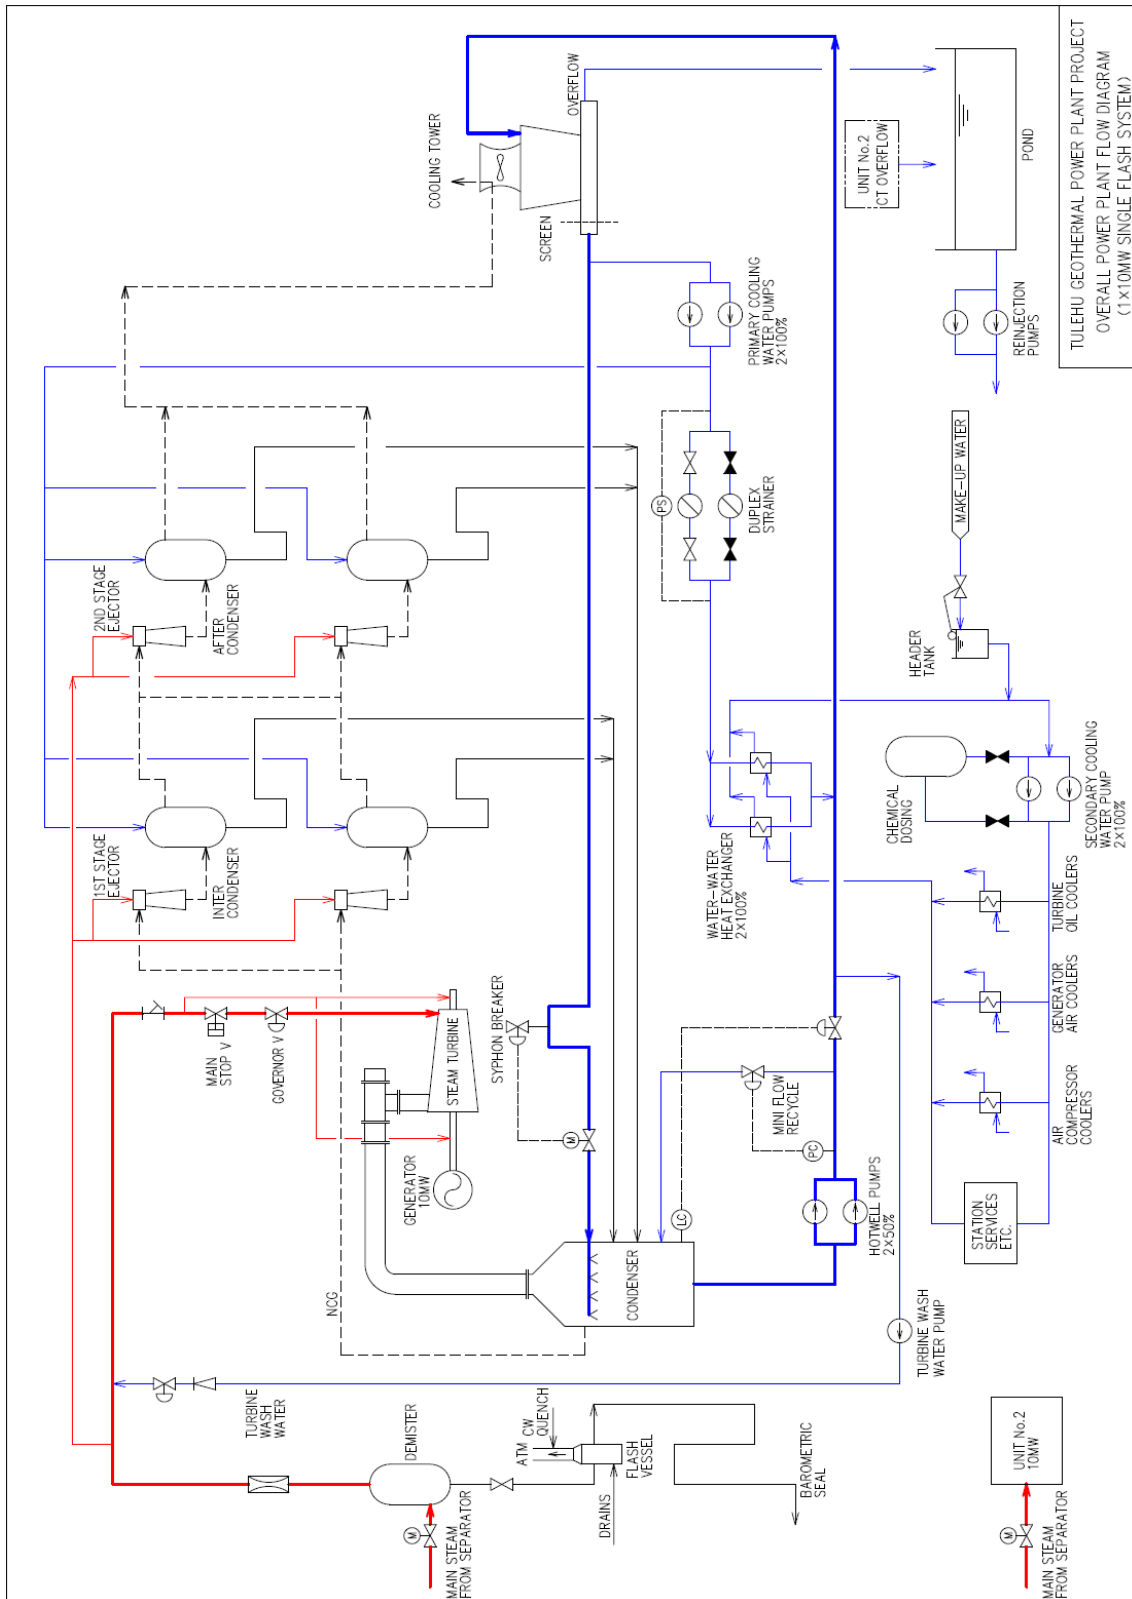 TULEHU GEOTHERMAL POWER PLANT PROJECT
OVERALL POWER PLANT FLOW DIAGRAM
(1×10MW SINGLE FLASH SYSTEM)
COOLING TOWER
SCREEN
OVERFLOW
UNIT No.2
CT OVERFLOW
POND
REINJECTION
PUMPS
PRIMARY COOLING
WATER PUMPS
2×100%
PS
DUPLEX
STRAINER
MAKE-UP WATER
HEADER
TANK
2ND STAGE
EJECTOR
AFTER
CONDENSER
1ST STAGE
EJECTOR
INTER
CONDENSER
WATER-WATER
HEAT EXCHANGER
2×100%
CHEMICAL
DOSING
SECONDARY COOLING
WATER PUMP
2×100%
TURBINE
OIL COOLERS
GENERATOR
AIR COOLERS
AIR
COMPRESSOR
COOLERS
STATION
SERVICES
ETC.
MAIN
STOP V
GOVERNOR V
STEAM TURBINE
GENERATOR
10MW
SYPHON BREAKER
M
MINI FLOW
RECYCLE
PC
LC
HOTWELL PUMPS
2×50%
CONDENSER
NCG
TURBINE WASH
WATER PUMP
TURBINE
WASH
WATER
DEMISTER
ATM
CW
QUENCH
FLASH
VESSEL
DRAINS
BAROMETRIC
SEAL
M
MAIN STEAM
FROM SEPARATOR
UNIT No.2
10MW
M
MAIN STEAM
FROM SEPARATOR